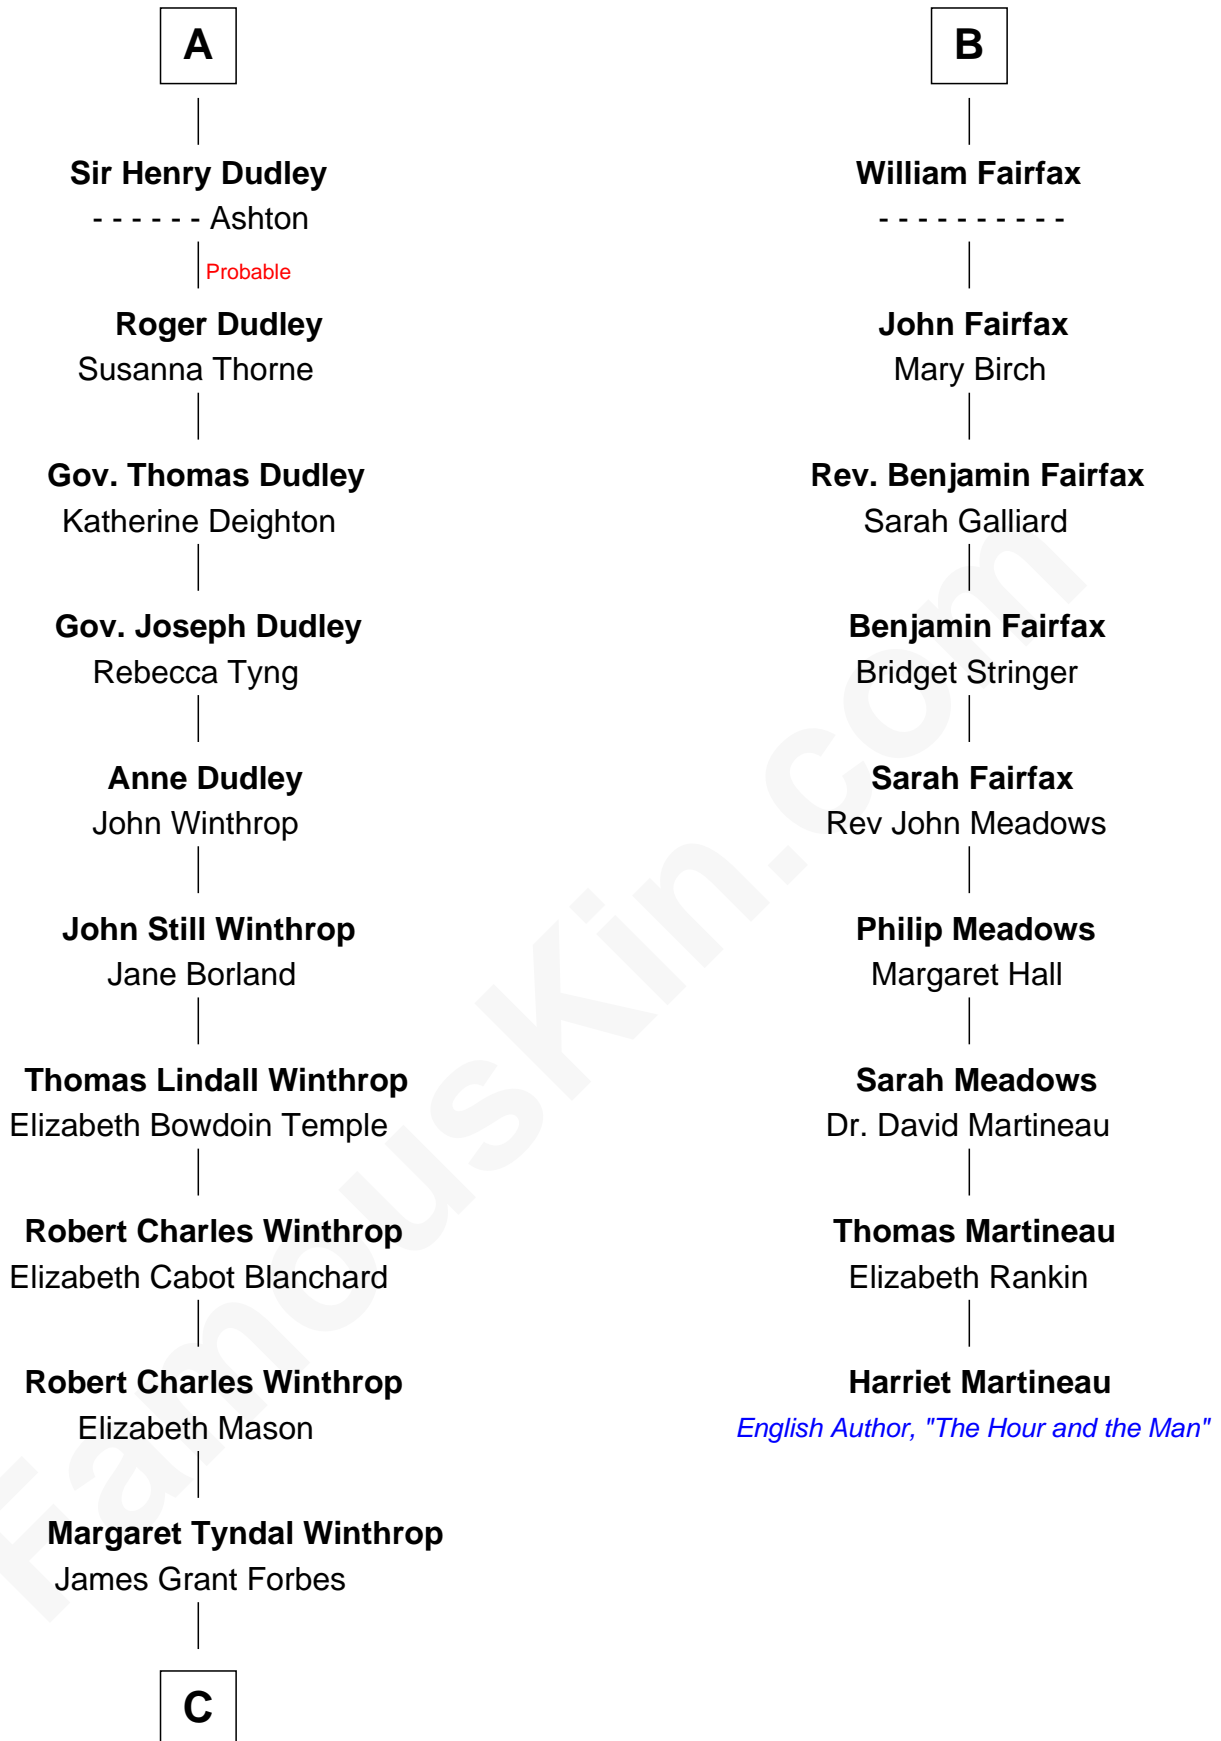 A
Sir Henry Dudley
- - - - - - Ashton
Probable
Roger Dudley
Susanna Thorne
Gov. Thomas Dudley
Katherine Deighton
Gov. Joseph Dudley
Rebecca Tyng
Anne Dudley
John Winthrop
John Still Winthrop
Jane Borland
Thomas Lindall Winthrop
Elizabeth Bowdoin Temple
Robert Charles Winthrop
Elizabeth Cabot Blanchard
Robert Charles Winthrop
Elizabeth Mason
Margaret Tyndal Winthrop
James Grant Forbes
C
B
William Fairfax
- - - - - - - - - -
John Fairfax
Mary Birch
Rev. Benjamin Fairfax
Sarah Galliard
Benjamin Fairfax
Bridget Stringer
Sarah Fairfax
Rev John Meadows
Philip Meadows
Margaret Hall
Sarah Meadows
Dr. David Martineau
Thomas Martineau
Elizabeth Rankin
Harriet Martineau
English Author, "The Hour and the Man"
FamousKin.com